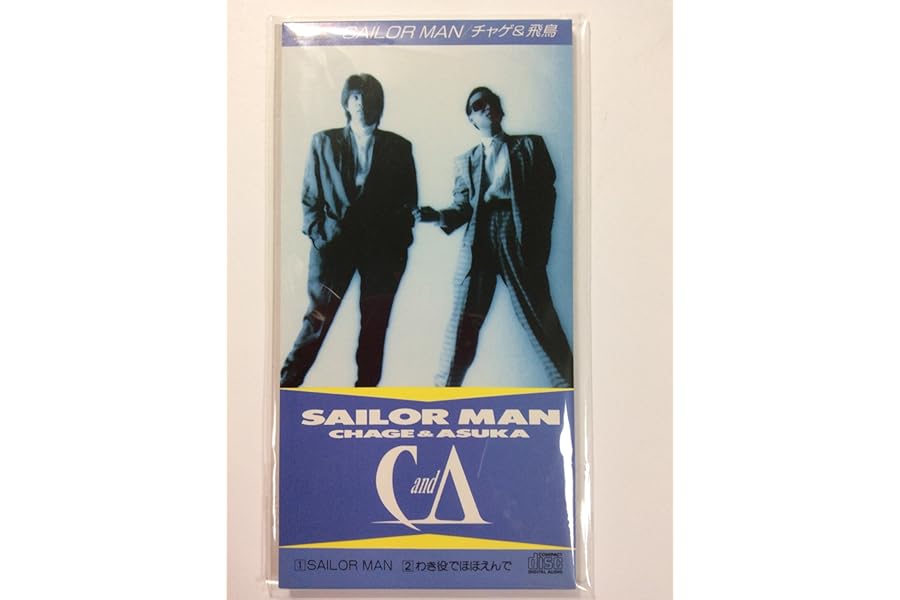 SAILOR MAN/チャゲ&飛鳥
SAILOR MAN
CHAGE & ASUKA
C and A
1 SAILOR MAN 2 わき役でほほえんで
COMPACT
disc
DIGITAL AUDIO